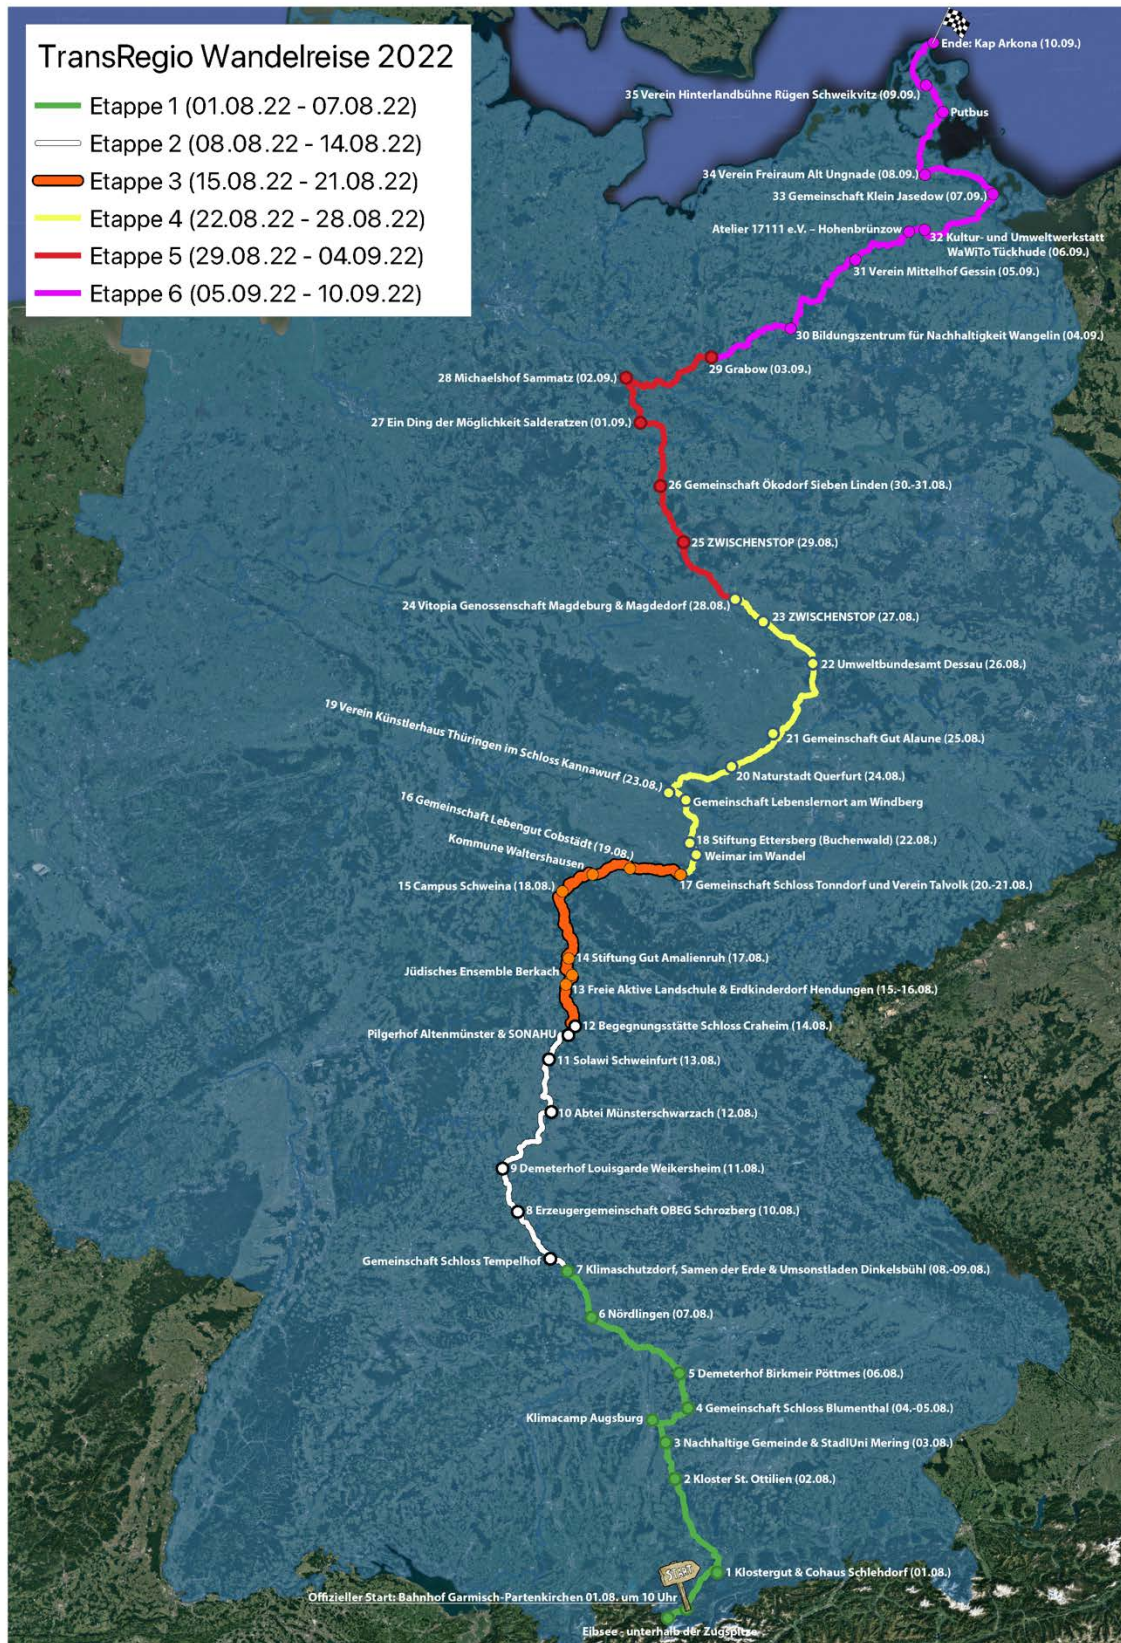 TransRegio Wandelreise 2022
Etappe 1 (01.08.22 - 07.08.22)
Etappe 2 (08.08.22 - 14.08.22)
Etappe 3 (15.08.22 - 21.08.22)
Etappe 4 (22.08.22 - 28.08.22)
Etappe 5 (29.08.22 - 04.09.22)
Etappe 6 (05.09.22 - 10.09.22)
Ende: Kap Arkona (10.09.)
35 Verein Hinterlandbühne Rügen Schweikvitz (09.09.)
Putbus
34 Verein Freiraum Alt Ungnade (08.09.)
33 Gemeinschaft Klein Jasedow (07.09.)
Atelier 17111 e.V. – Hohenbrünzow
32 Kultur- und Umweltwerkstatt
WaWiTo Tückhude (06.09.)
31 Verein Mittelhof Gessin (05.09.)
30 Bildungszentrum für Nachhaltigkeit Wangelin (04.09.)
29 Grabow (03.09.)
28 Michaelshof Sammatz (02.09.)
27 Ein Ding der Möglichkeit Salderatzen (01.09.)
26 Gemeinschaft Ökodorf Sieben Linden (30.-31.08.)
25 ZWISCHENSTOP (29.08.)
24 Vitopia Genossenschaft Magdeburg & Magdedorf (28.08.)
23 ZWISCHENSTOP (27.08.)
22 Umweltbundesamt Dessau (26.08.)
21 Gemeinschaft Gut Alaune (25.08.)
19 Verein Künstlerhaus Thüringen im Schloss Kannawurf (23.08.)
20 Naturstadt Querfurt (24.08.)
Gemeinschaft Lebenslernort am Windberg
16 Gemeinschaft Lebengut Cobstädt (19.08.)
18 Stiftung Ettersberg (Buchenwald) (22.08.)
Weimar im Wandel
Kommune Waltershausen
15 Campus Schweina (18.08.)
17 Gemeinschaft Schloss Tonndorf und Verein Talvolk (20.-21.08.)
14 Stiftung Gut Amalienruh (17.08.)
Jüdisches Ensemble Berkach
13 Freie Aktive Landschule & Erdkinderdorf Hendungen (15.-16.08.)
12 Begegnungsstätte Schloss Craheim (14.08.)
Pilgerhof Altenmünster & SONAHU
11 Solawi Schweinfurt (13.08.)
10 Abtei Münsterschwarzach (12.08.)
9 Demeterhof Louisgarde Weikersheim (11.08.)
8 Erzeugergemeinschaft OBEG Schrozberg (10.08.)
Gemeinschaft Schloss Tempelhof
7 Klimaschutzdorf, Samen der Erde & Umsonstladen Dinkelsbühl (08.-09.08.)
6 Nördlingen (07.08.)
5 Demeterhof Birkmeir Pöttmes (06.08.)
4 Gemeinschaft Schloss Blumenthal (04.-05.08.)
Klimacamp Augsburg
3 Nachhaltige Gemeinde & StadlUni Mering (03.08.)
2 Kloster St. Ottilien (02.08.)
START
1 Klostergut & Cohaus Schlehdorf (01.08.)
Offizieller Start: Bahnhof Garmisch-Partenkirchen 01.08. um 10 Uhr
Eibsee - unterhalb der Zugspitze